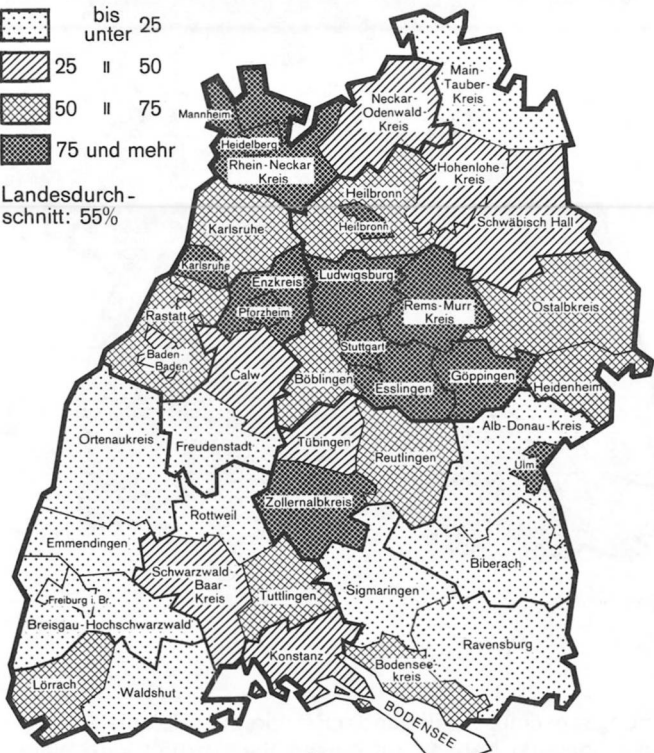 bis
unter 25
25 " 50
50 " 75
75 und mehr
Landesdurch-
schnitt: 55%
Main-
Tauber-
Kreis
Neckar-
Odenwald-
Kreis
Mannheim
Heidelberg
Rhein-Neckar
Kreis
Hohenlohe-
Kreis
Heilbronn
Heilbronn
Schwäbisch Hall
Karlsruhe
Karlsruhe
Enzkreis
Ludwigsburg
Pforzheim
Rems-Murr
Kreis
Ostalbkreis
Rastatt
Baden-
Baden
Stuttgart
Calw
Böblingen
Esslingen
Göppingen
Heidenheim
Alb-Donau-Kreis
Ortenaukreis
Freudenstadt
Tübingen
Reutlingen
Ulm
Zollernalbkreis
Rottweil
Emmendingen
Biberach
Schwarzwald-
Baar-
Kreis
Tuttlingen
Sigmaringen
Freiburg i. Br.
Breisgau-Hochschwarzwald
Ravensburg
Konstanz
Bodensee
kreis
Lörrach
Waldshut
BODENSEE